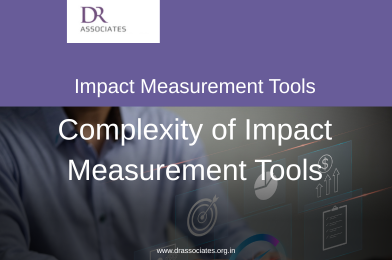 DR
ASSOCIATES
Impact Measurement Tools
Complexity of Impact
Measurement Tools
$
www.drassociates.org.in